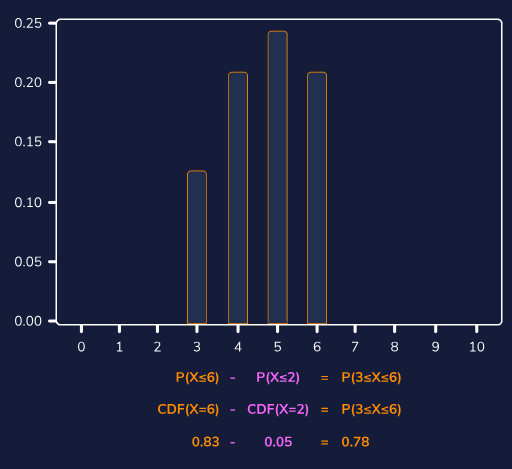 0.25
0.20
0.15
0.10
0.05
0.00
0 1 2 3 4 5 6 7 8 9 10
P(X≤6) - P(X≤2) = P(3≤X≤6)
CDF(X=6) - CDF(X=2) = P(3≤X≤6)
0.83 - 0.05 = 0.78